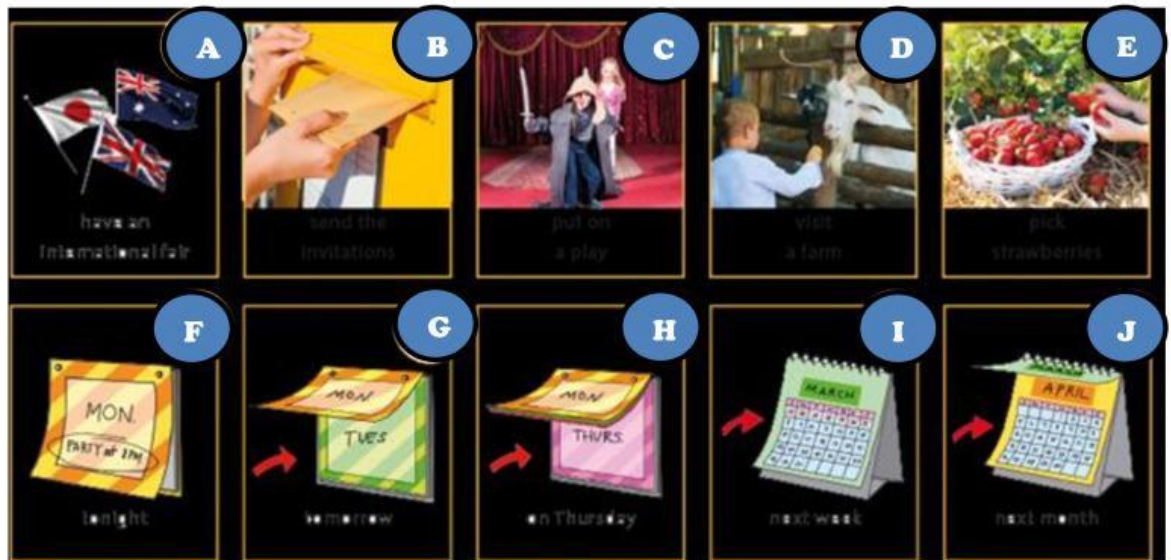 A
B
C
D
E
have an
international fair
send the
invitations
put on
a play
visit
a farm
pick
strawberries
F
G
H
I
J
MON.
PARTY at 8PM
MON.
TUES.
MON.
THURS.
MARCH
APRIL
tonight
tomorrow
on Thursday
next week
next month